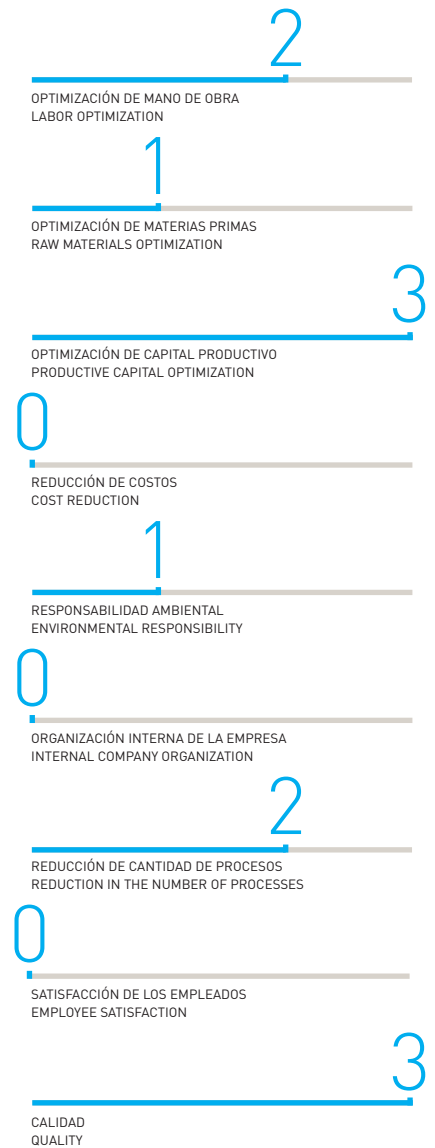 2
OPTIMIZACIÓN DE MANO DE OBRA
LABOR OPTIMIZATION
1
OPTIMIZACIÓN DE MATERIAS PRIMAS
RAW MATERIALS OPTIMIZATION
3
OPTIMIZACIÓN DE CAPITAL PRODUCTIVO
PRODUCTIVE CAPITAL OPTIMIZATION
0
REDUCCIÓN DE COSTOS
COST REDUCTION
1
RESPONSABILIDAD AMBIENTAL
ENVIRONMENTAL RESPONSIBILITY
0
ORGANIZACIÓN INTERNA DE LA EMPRESA
INTERNAL COMPANY ORGANIZATION
2
REDUCCIÓN DE CANTIDAD DE PROCESOS
REDUCTION IN THE NUMBER OF PROCESSES
0
SATISFACCIÓN DE LOS EMPLEADOS
EMPLOYEE SATISFACTION
3
CALIDAD
QUALITY